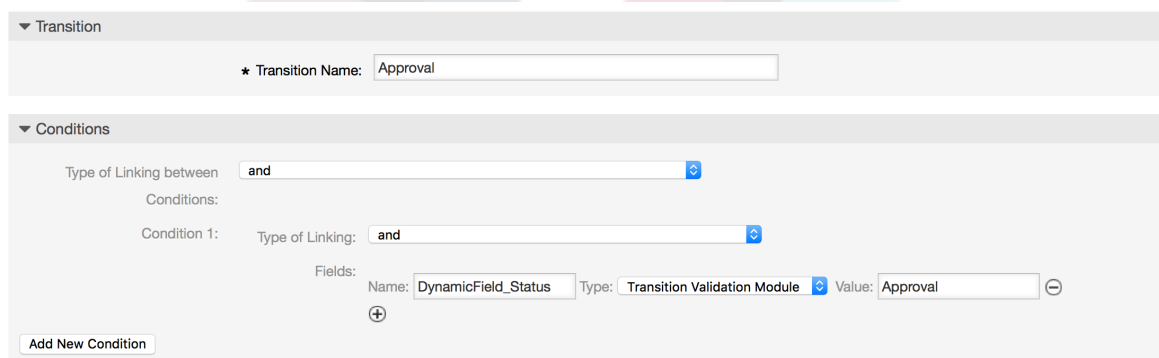 Transition
* Transition Name: Approval
Conditions
Type of Linking between Conditions: and
Condition 1: Type of Linking: and
Fields:
Name: DynamicField_Status Type: Transition Validation Module Value: Approval
Add New Condition